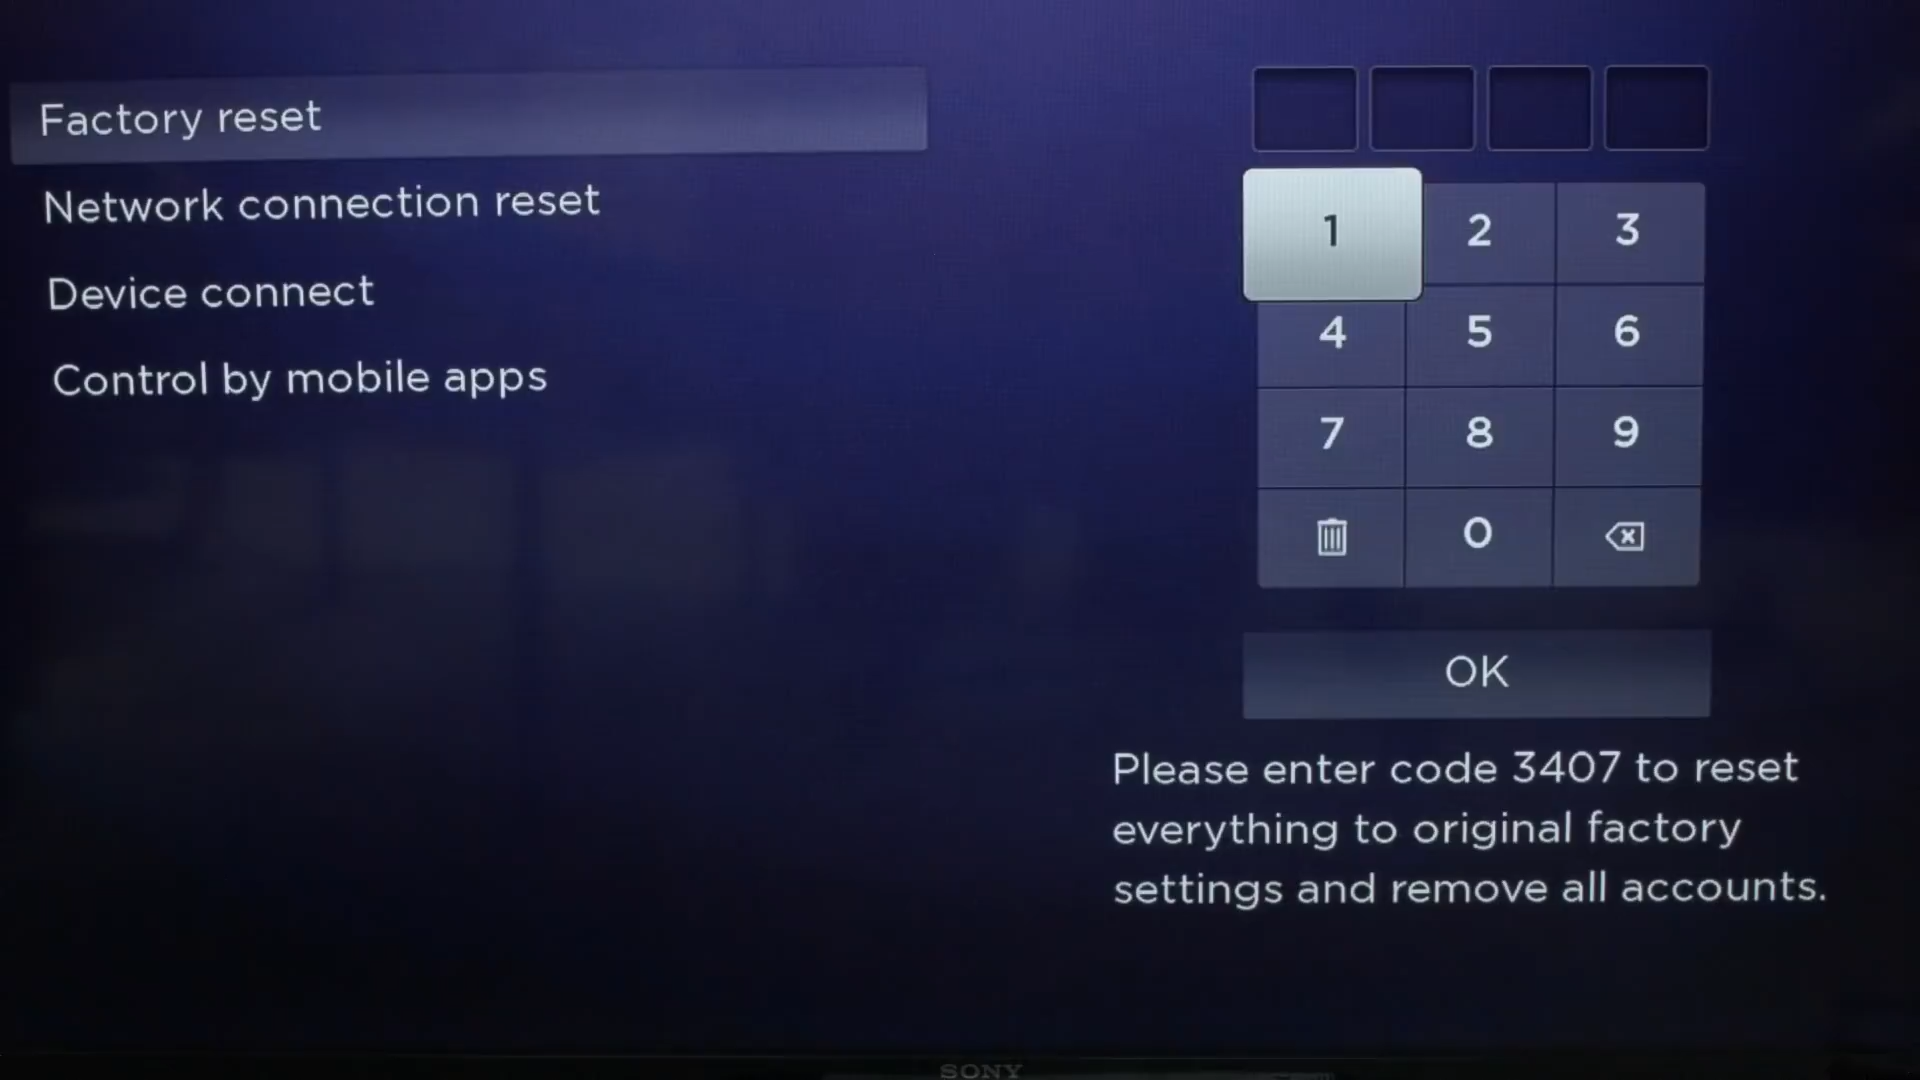 Factory reset
Network connection reset
Device connect
Control by mobile apps
1 2 3
4 5 6
7 8 9
0
OK
Please enter code 3407 to reset
everything to original factory
settings and remove all accounts.
SONY